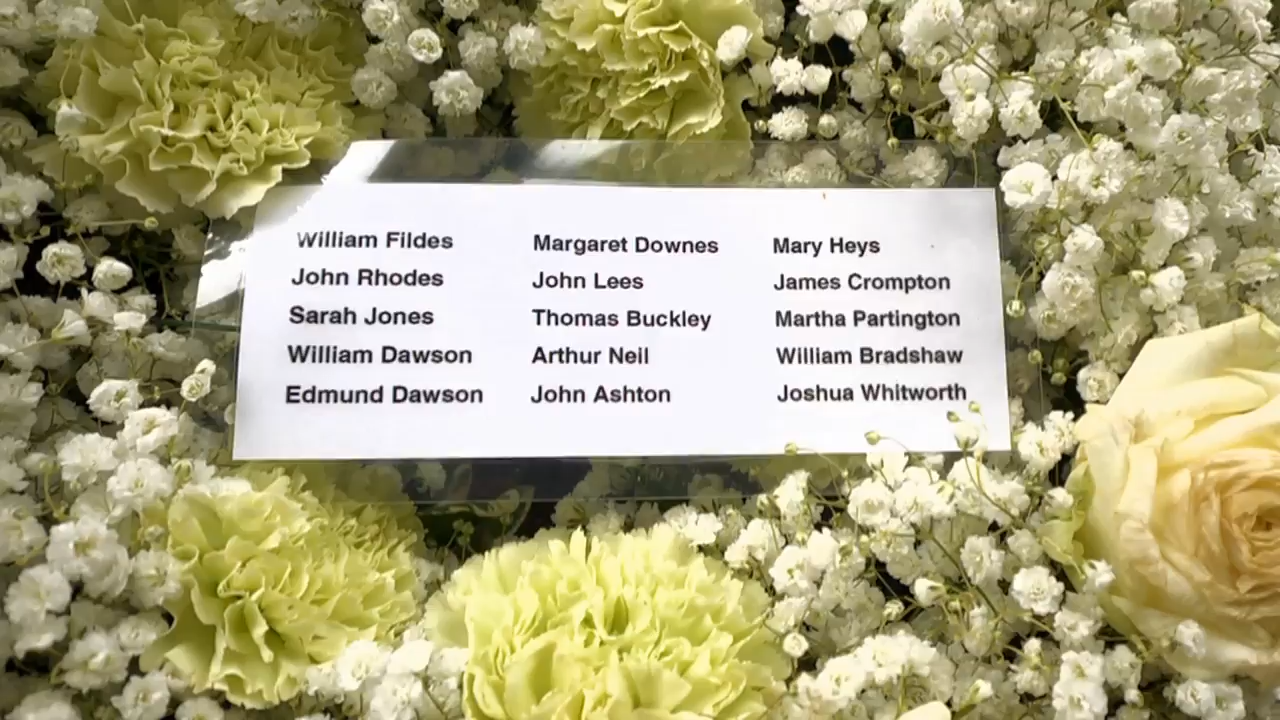 William Fildes
John Rhodes
Sarah Jones
William Dawson
Edmund Dawson
Margaret Downes
John Lees
Thomas Buckley
Arthur Neil
John Ashton
Mary Heys
James Crompton
Martha Partington
William Bradshaw
Joshua Whitworth